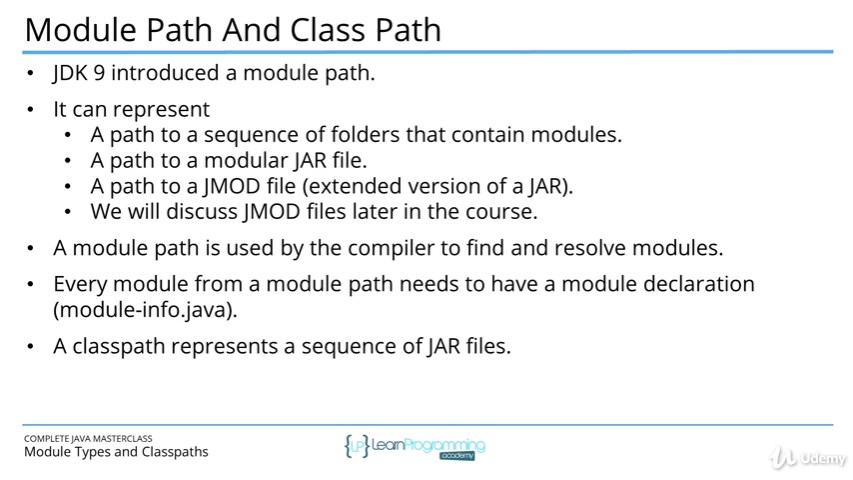 Module Path And Class Path
• JDK 9 introduced a module path.
• It can represent
• A path to a sequence of folders that contain modules.
• A path to a modular JAR file.
• A path to a JMOD file (extended version of a JAR).
• We will discuss JMOD files later in the course.
• A module path is used by the compiler to find and resolve modules.
• Every module from a module path needs to have a module declaration
(module-info.java).
• A classpath represents a sequence of JAR files.
COMPLETE JAVA MASTERCLASS
Module Types and Classpaths
{LP} LearnProgramming
academy
Udemy